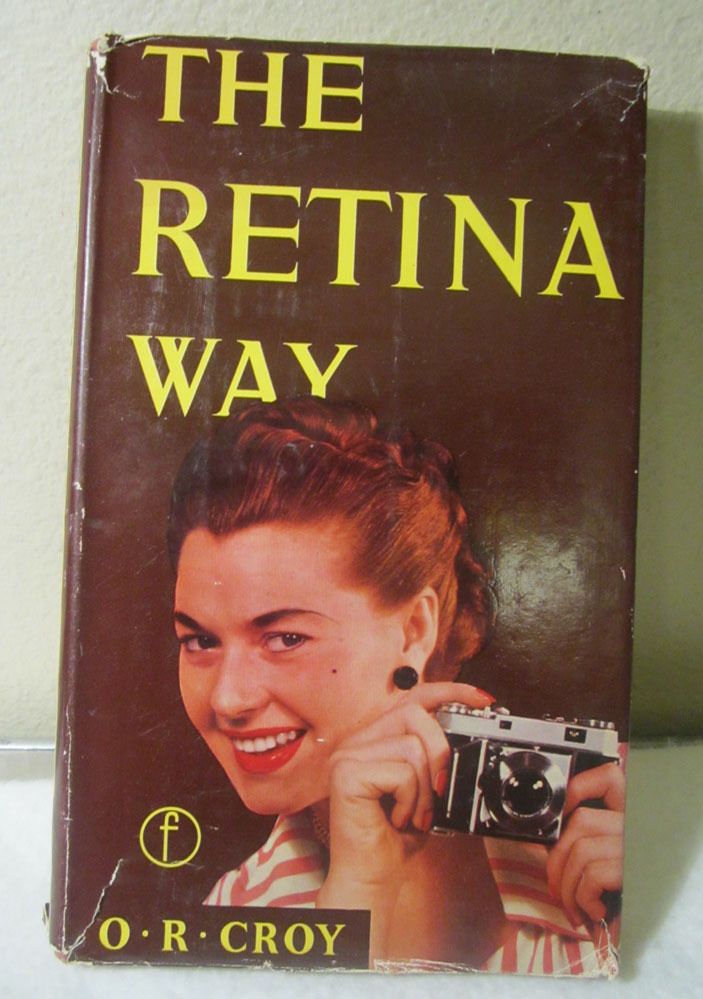 THE
RETINA
WAY
f
O·R·CROY